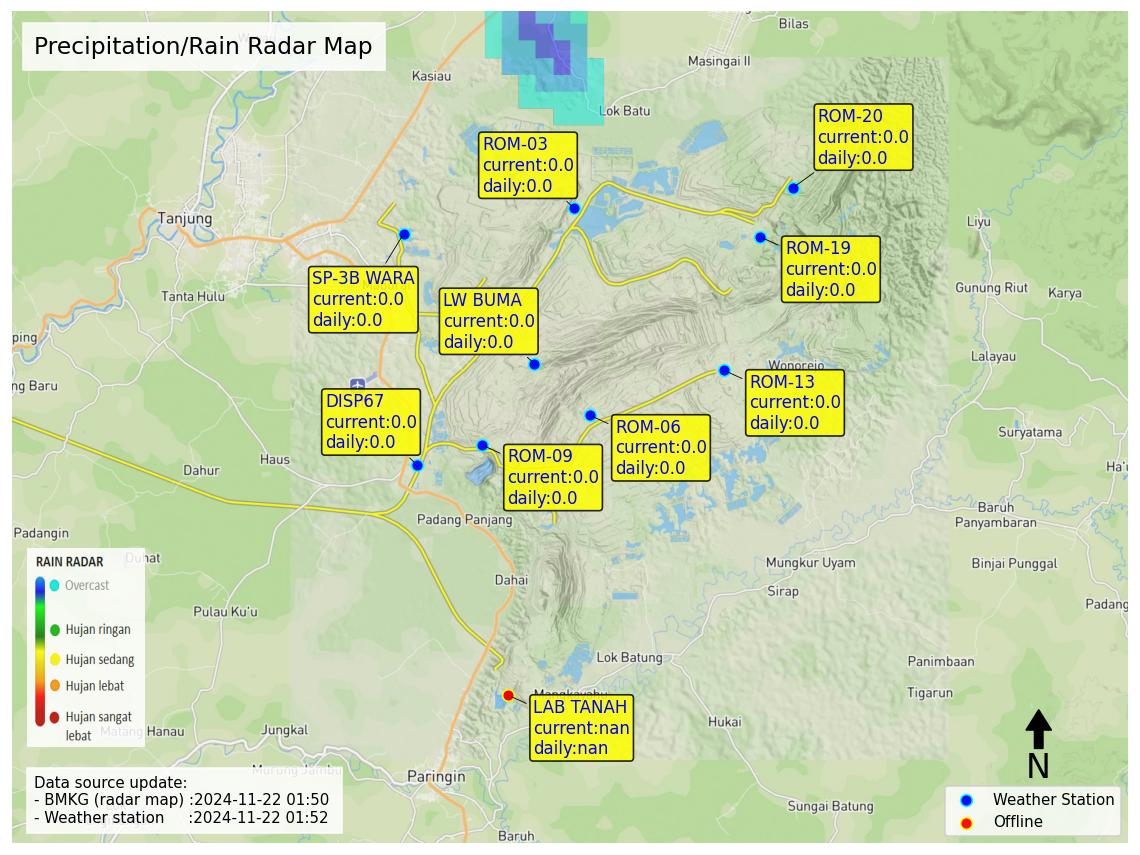 Precipitation/Rain Radar Map
Bilas
Kasiau
Masingai II
Lok Batu
ROM-20
current:0.0
daily:0.0
ROM-03
current:0.0
daily:0.0
Tanjung
Liyu
ROM-19
current:0.0
daily:0.0
SP-3B WARA
current:0.0
daily:0.0
Tanta Hulu
LW BUMA
current:0.0
daily:0.0
Gunung Riut
Karya
ping
Lalayau
Wonorejo
ng Baru
ROM-13
current:0.0
daily:0.0
DISP67
current:0.0
daily:0.0
ROM-06
current:0.0
daily:0.0
Suryatama
ROM-09
current:0.0
daily:0.0
Haus
Dahur
Ha'u
Baruh
Panyambaran
Padang Panjang
Padangin
Duhat
Mungkur Uyam
Binjai Punggal
RAIN RADAR
Overcast
Hujan ringan
Hujan sedang
Hujan lebat
Hujan sangat
lebat
Dahai
Sirap
Padang
Pulau Ku'u
Lok Batung
Panimbaan
Tigarun
Mangkayahu
LAB TANAH
current:nan
daily:nan
Hukai
Matang Hanau
Jungkal
Murung Jambu
Paringin
N
Data source update:
- BMKG (radar map) :2024-11-22 01:50
- Weather station :2024-11-22 01:52
Sungai Batung
Weather Station
Offline
Baruh